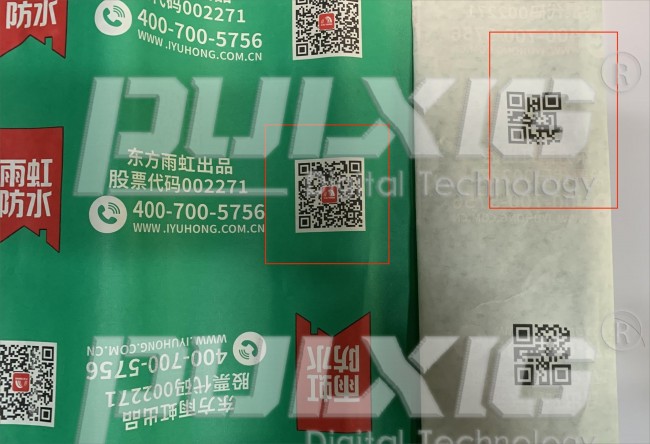 防水
代码002271
400-700-5756
WWW.IYUHONG.COM.CN
PULXIG®
雨虹
防水
东方雨虹出品
股票代码002271
400-700-5756
WWW.IYUHONG.COM.CN
Digital Technology
雨虹
防水
东方雨虹出品
股票代码002271
400-700-5756
WWW.IYUHONG.COM.CN
PULXIG®
Digital Technology